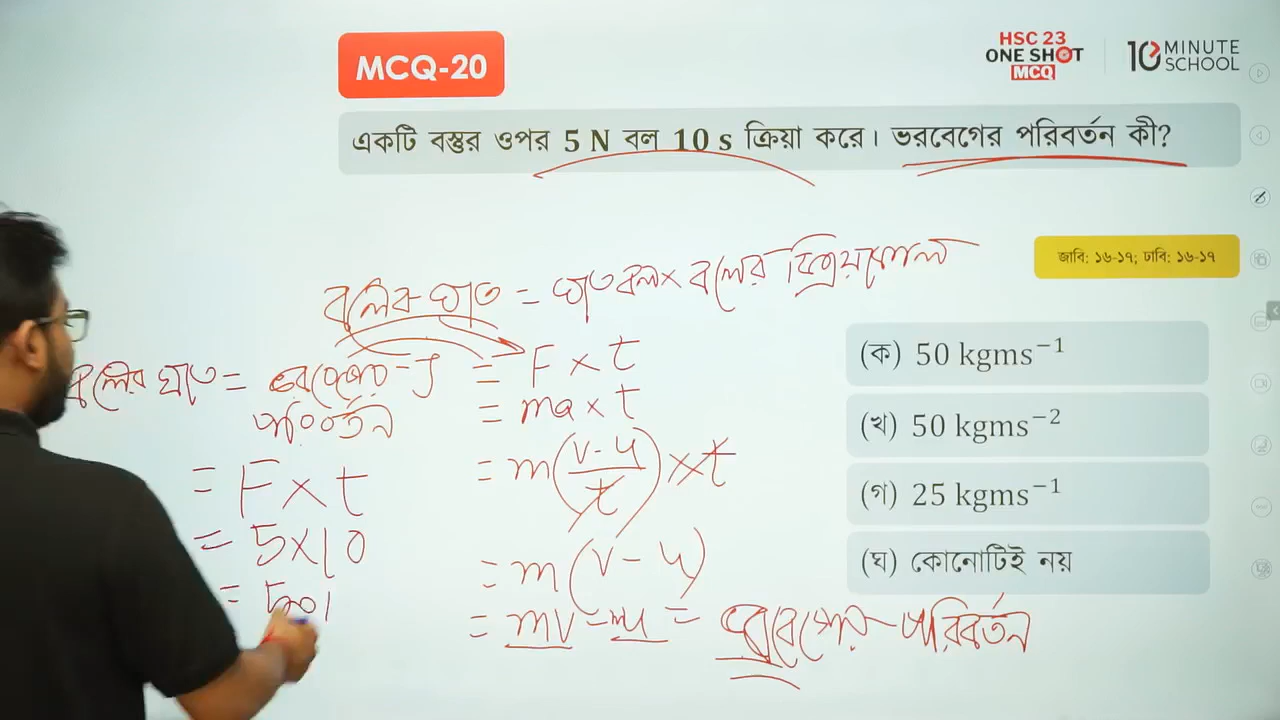 MCQ-20
HSC 23
ONE SHOT
MCQ
10 MINUTE
SCHOOL
একটি বস্তুর ওপর 5 N বল 10 s ক্রিয়া করে। ভরবেগের পরিবর্তন কী?
জাবি: ১৬-১৭; ঢাবি: ১৬-১৭
বলের ঘাত = ঘাতবল × বলের ক্রিয়াকাল
= F × t
= ma × t
= m(v-u/t) × t
= m(v-u)
= mv - mu = ভরবেগের পরিবর্তন
বলের ঘাত = ভরবেগের
পরিবর্তন
= F × t
= 5×10
(ক) 50 kgms⁻¹
(খ) 50 kgms⁻²
(গ) 25 kgms⁻¹
(ঘ) কোনোটিই নয়